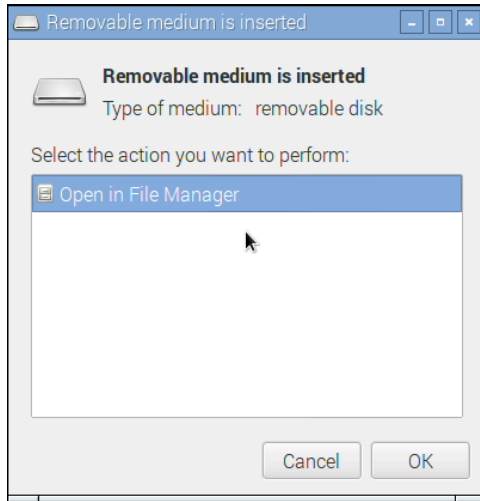 Removable medium is inserted
Removable medium is inserted
Type of medium: removable disk
Select the action you want to perform:
Open in File Manager
Cancel OK